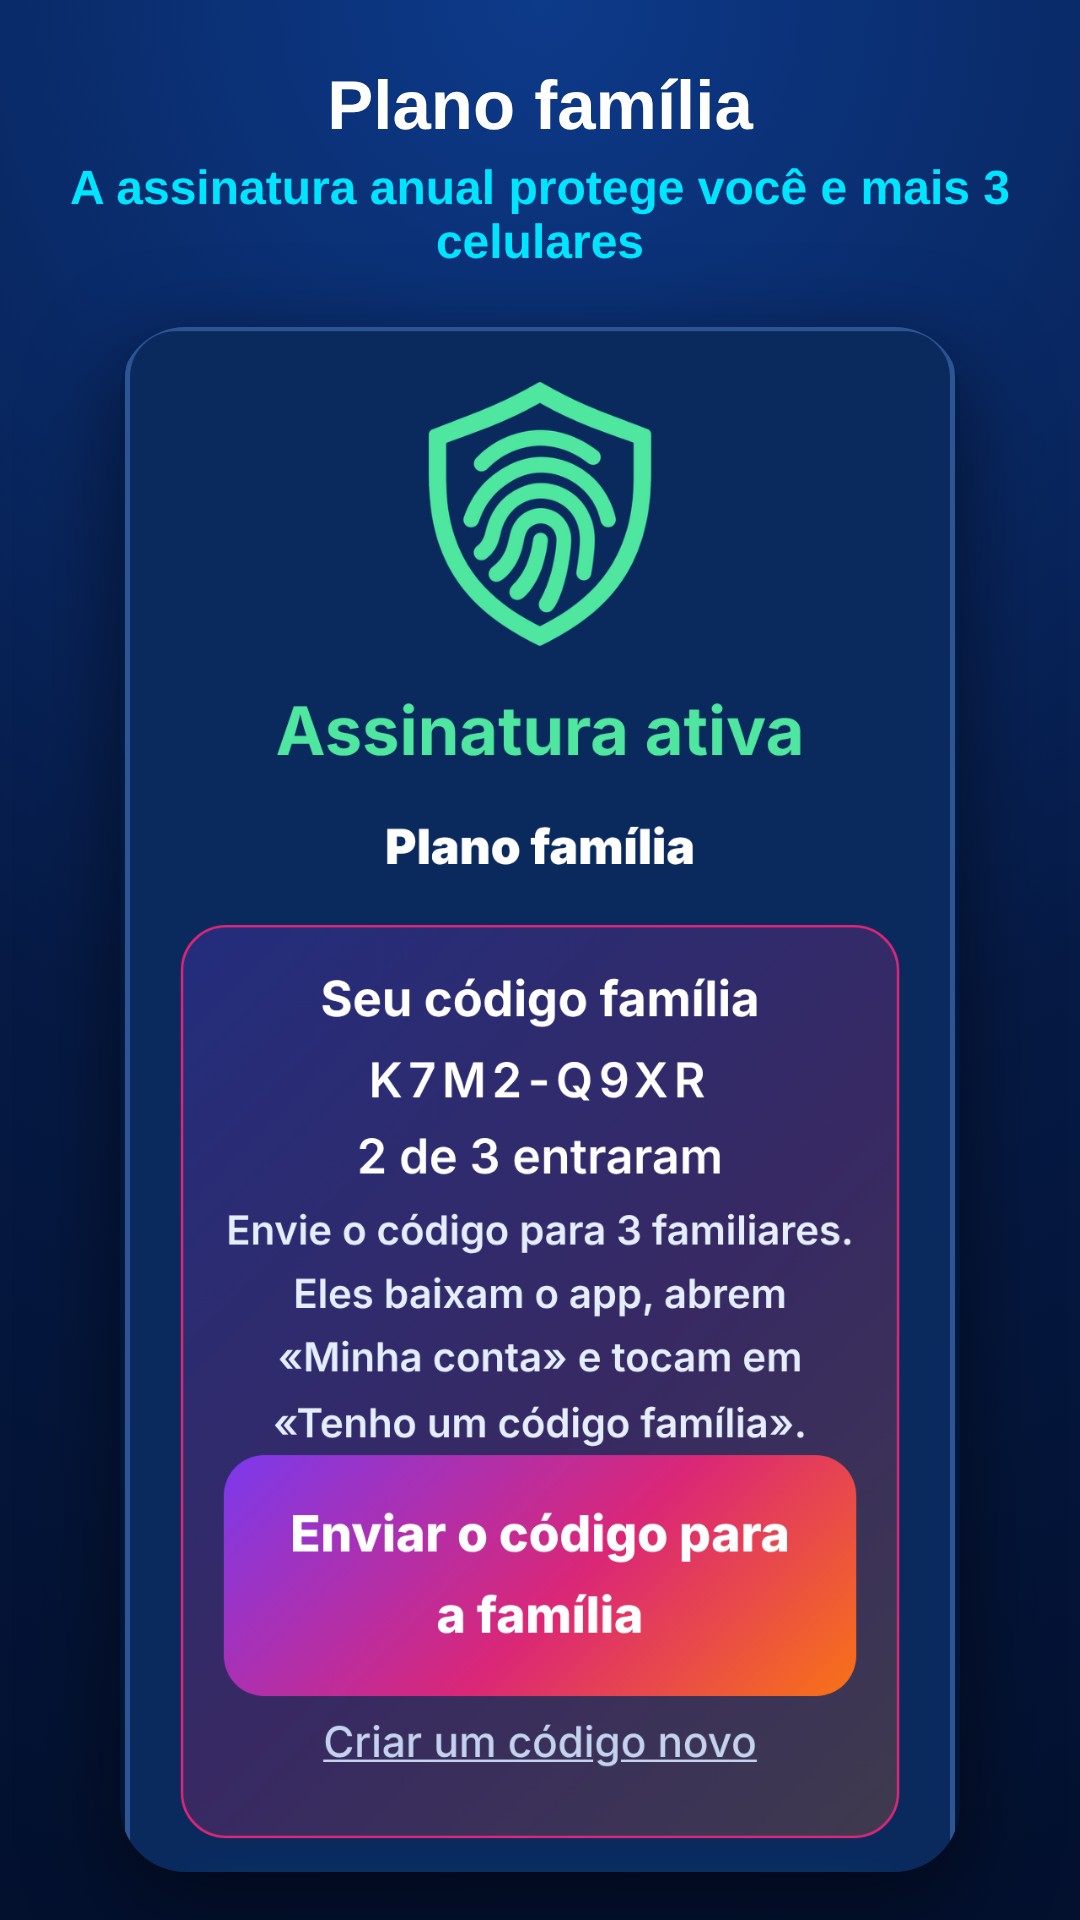 Plano família
A assinatura anual protege você e mais 3
celulares
Assinatura ativa
Plano família
Seu código família
K7M2-Q9XR
2 de 3 entraram
Envie o código para 3 familiares.
Eles baixam o app, abrem
«Minha conta» e tocam em
«Tenho um código família».
Enviar o código para
a família
Criar um código novo